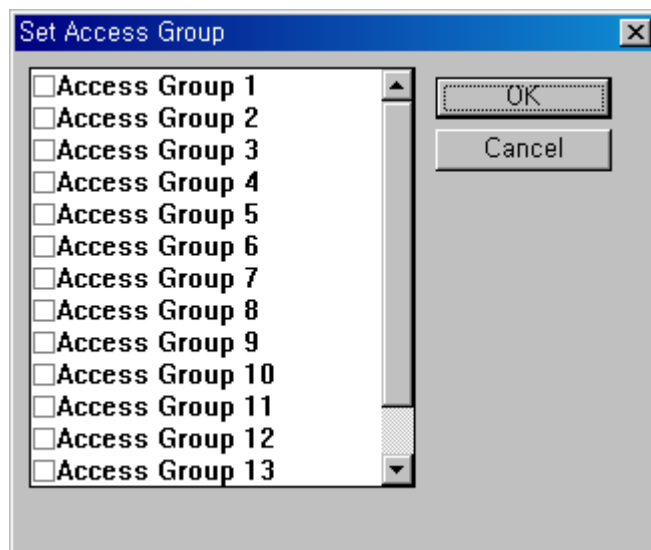 Set Access Group
Access Group 1
Access Group 2
Access Group 3
Access Group 4
Access Group 5
Access Group 6
Access Group 7
Access Group 8
Access Group 9
Access Group 10
Access Group 11
Access Group 12
Access Group 13
OK
Cancel